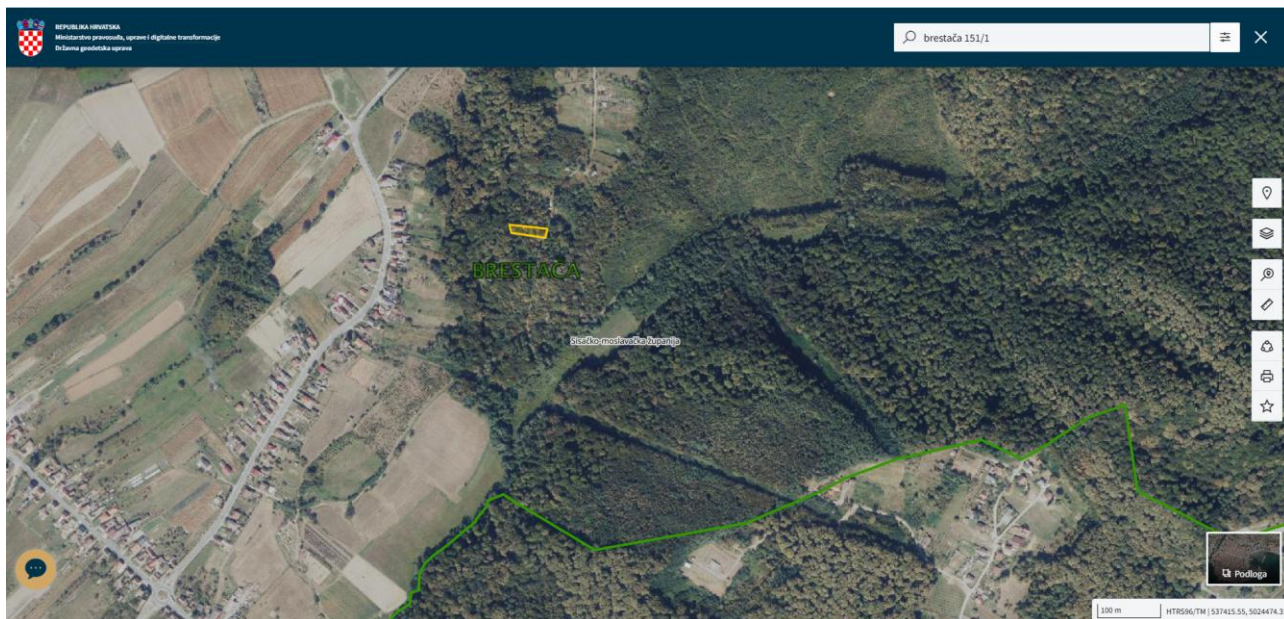 REPUBLIKA HRVATSKA
Ministarstvo pravosuđa, uprave i digitalne transformacije
Državna geodetska uprava
brestača 151/1
BRESTAČA
Sisačko-moslavačka županija
Podloga
100 m
HTRS96/TM | 537415.55, 5024474.3